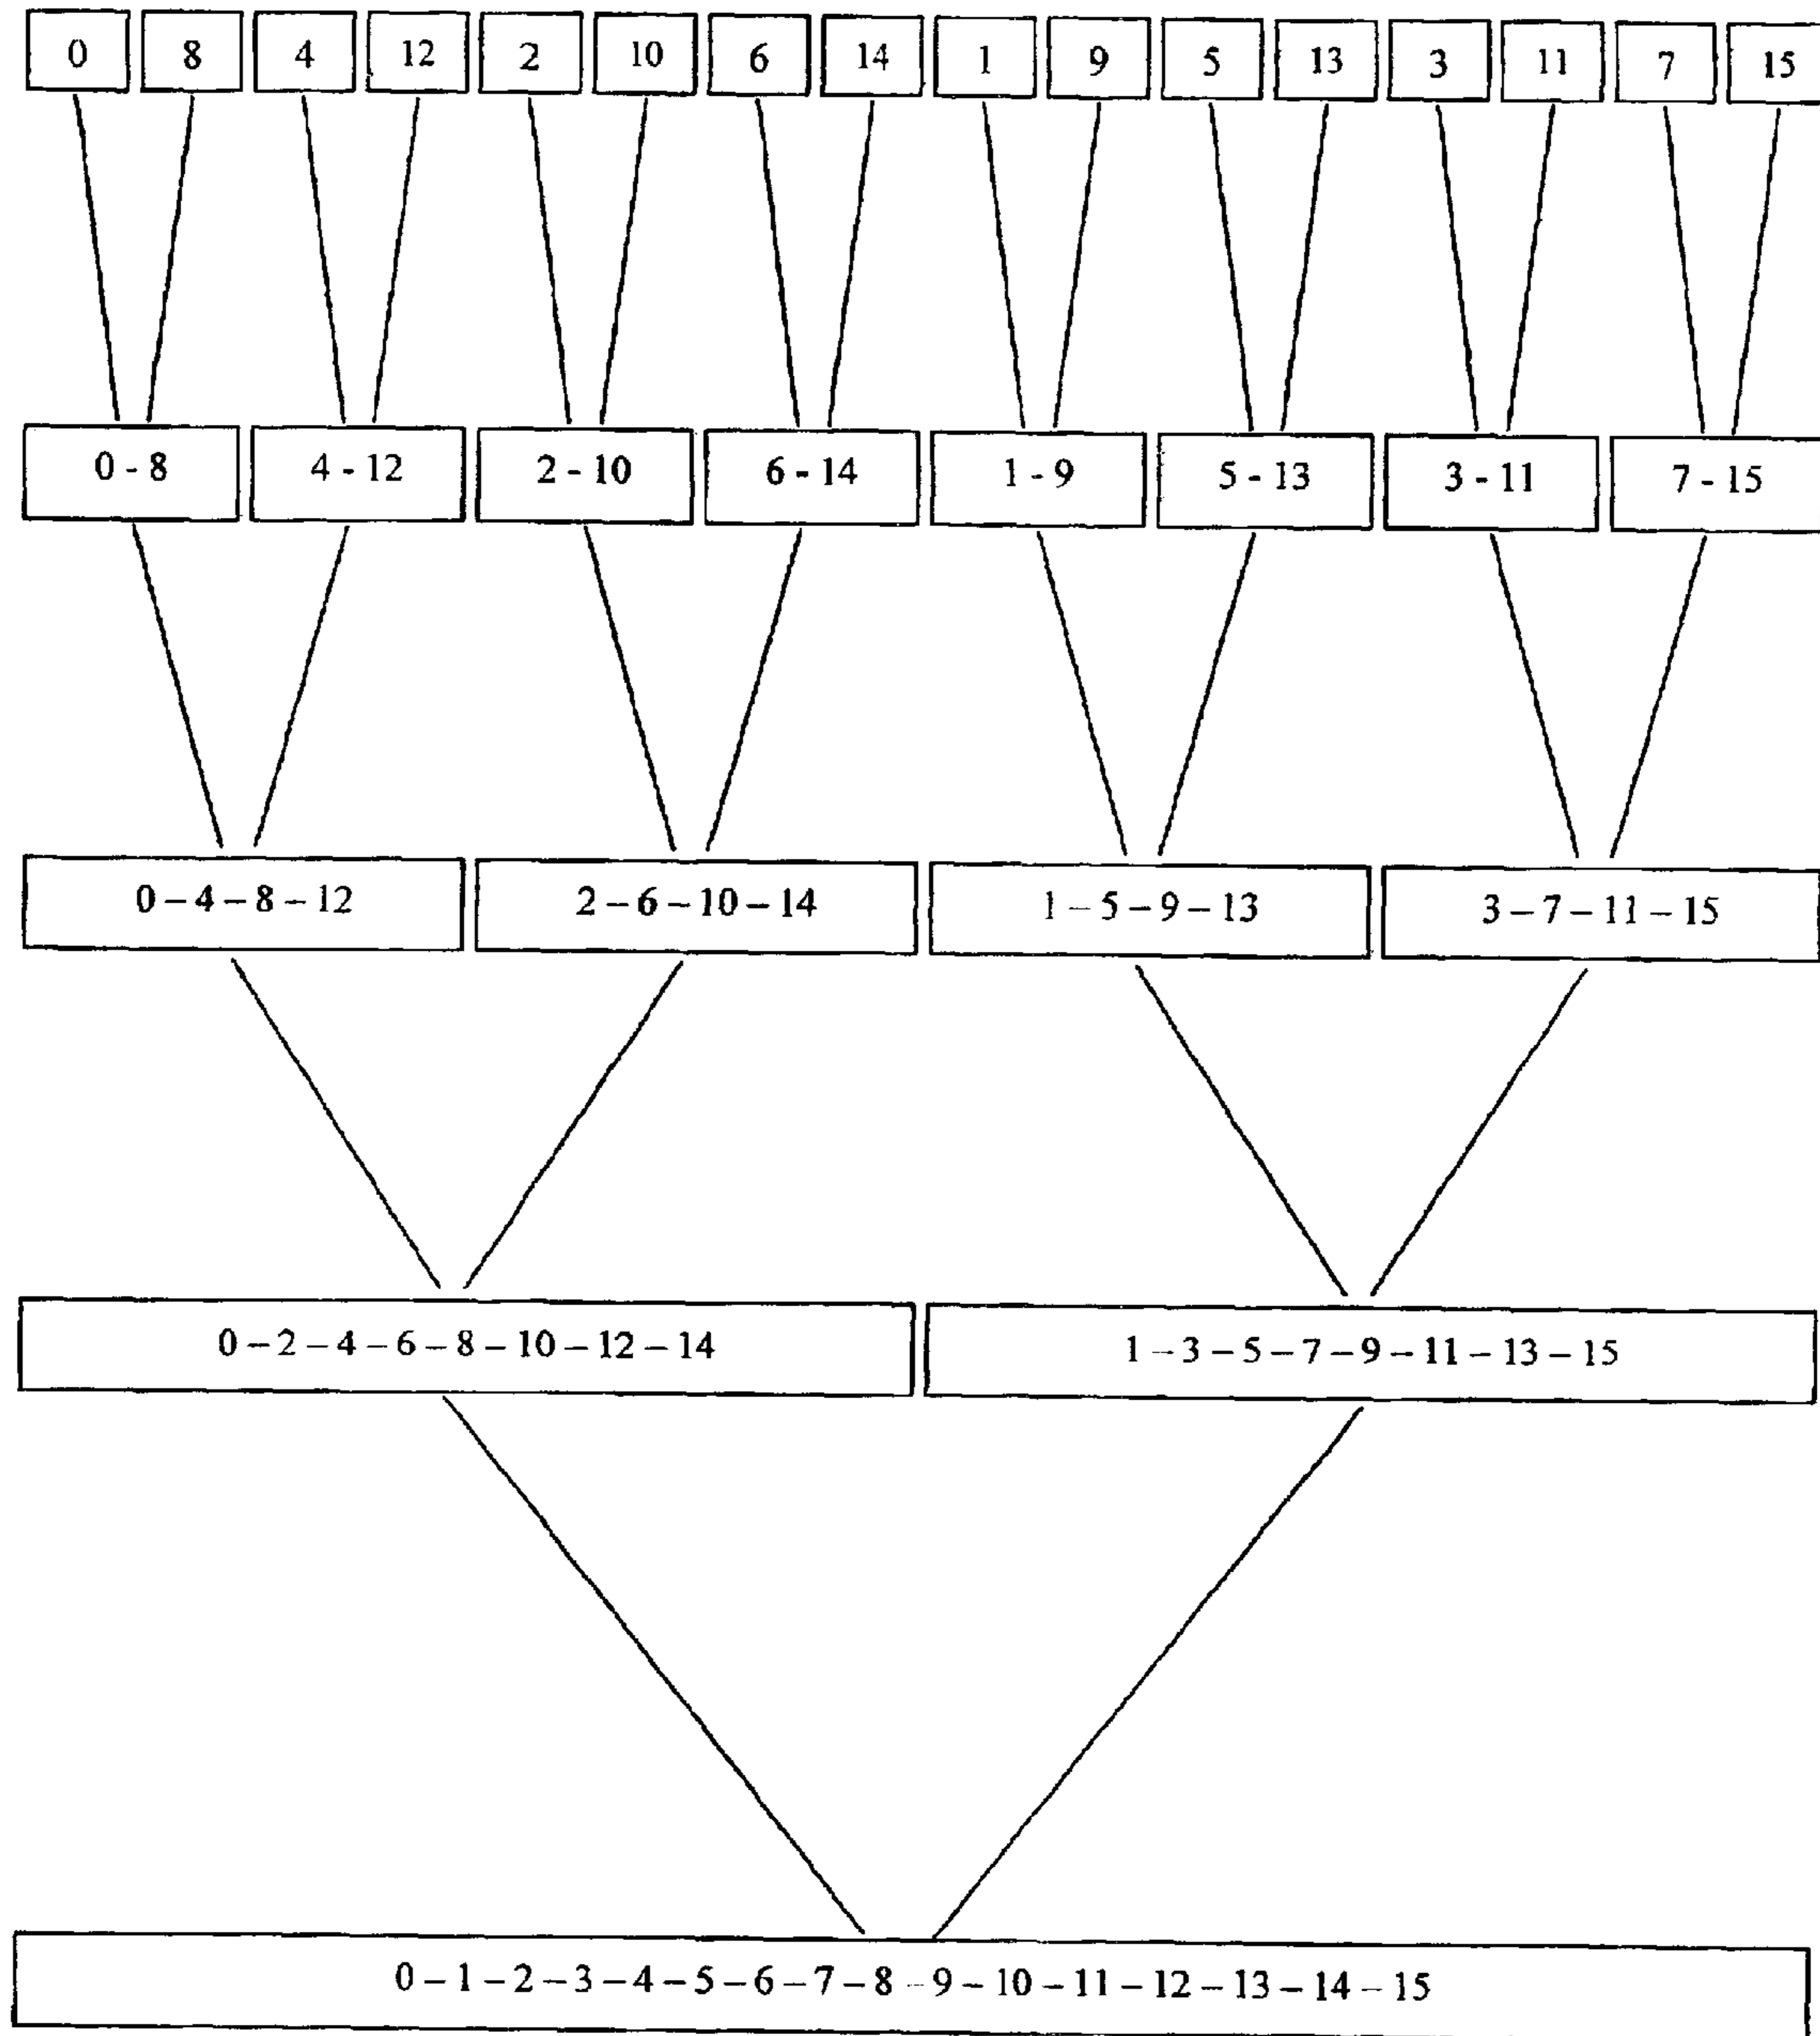 0 8 4 12 2 10 6 14 1 9 5 13 3 11 7 15
0 - 8 4 - 12 2 - 10 6 - 14 1 - 9 5 - 13 3 - 11 7 - 15
0 – 4 – 8 – 12 2 – 6 – 10 – 14 1 – 5 – 9 – 13 3 – 7 – 11 – 15
0 – 2 – 4 – 6 – 8 – 10 – 12 – 14 1 – 3 – 5 – 7 – 9 – 11 – 13 – 15
0 – 1 – 2 – 3 – 4 – 5 – 6 – 7 – 8 – 9 – 10 – 11 – 12 – 13 – 14 – 15